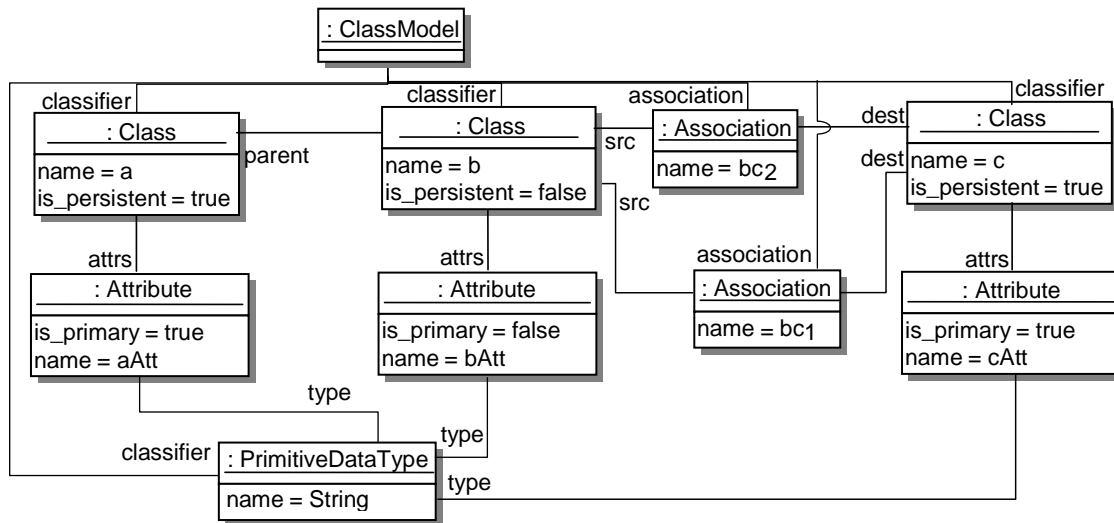 : ClassModel
classifier
classifier
association
classifier
: Class
name = a
is_persistent = true
parent
: Class
name = b
is_persistent = false
src
src
: Association
name = bc2
dest
dest
: Class
name = c
is_persistent = true
attrs
: Attribute
is_primary = true
name = aAtt
attrs
: Attribute
is_primary = false
name = bAtt
association
: Association
name = bc1
attrs
: Attribute
is_primary = true
name = cAtt
type
type
type
classifier
: PrimitiveDataType
name = String